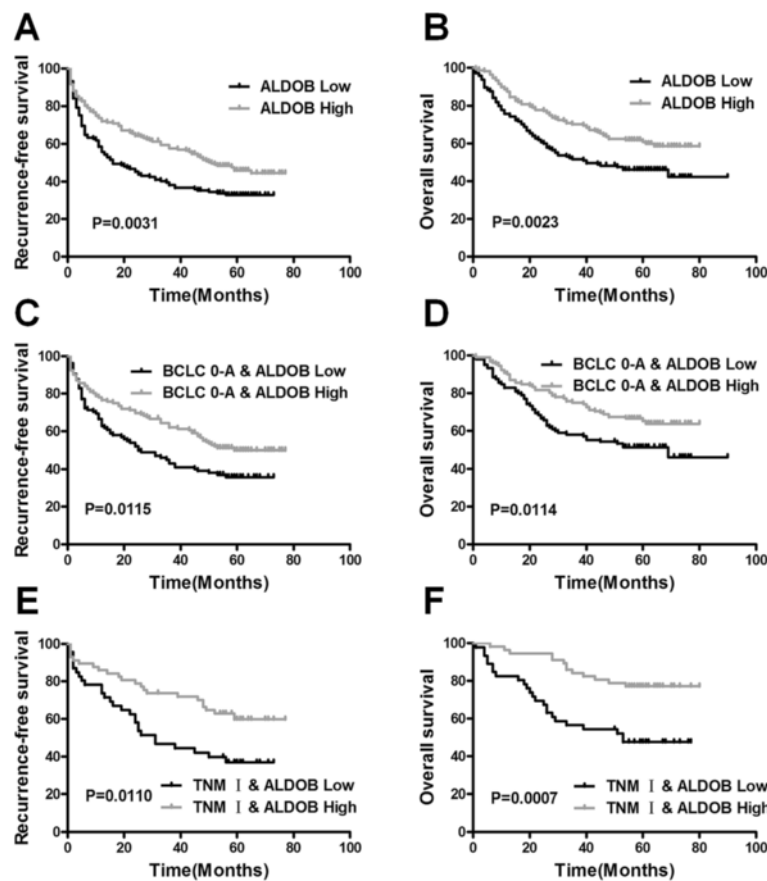 A
B
100
80
60
40
20
0
0 20 40 60 80 100
Recurrence-free survival
Time(Months)
ALDOB Low
ALDOB High
P=0.0031
100
80
60
40
20
0
0 20 40 60 80 100
Overall survival
Time(Months)
ALDOB Low
ALDOB High
P=0.0023
C
D
100
80
60
40
20
0
0 20 40 60 80 100
Recurrence-free survival
Time(Months)
BCLC 0-A & ALDOB Low
BCLC 0-A & ALDOB High
P=0.0115
100
80
60
40
20
0
0 20 40 60 80 100
Overall survival
Time(Months)
BCLC 0-A & ALDOB Low
BCLC 0-A & ALDOB High
P=0.0114
E
F
100
80
60
40
20
0
0 20 40 60 80 100
Recurrence-free survival
Time(Months)
TNM Ⅰ & ALDOB Low
TNM Ⅰ & ALDOB High
P=0.0110
100
80
60
40
20
0
0 20 40 60 80 100
Overall survival
Time(Months)
TNM Ⅰ & ALDOB Low
TNM Ⅰ & ALDOB High
P=0.0007